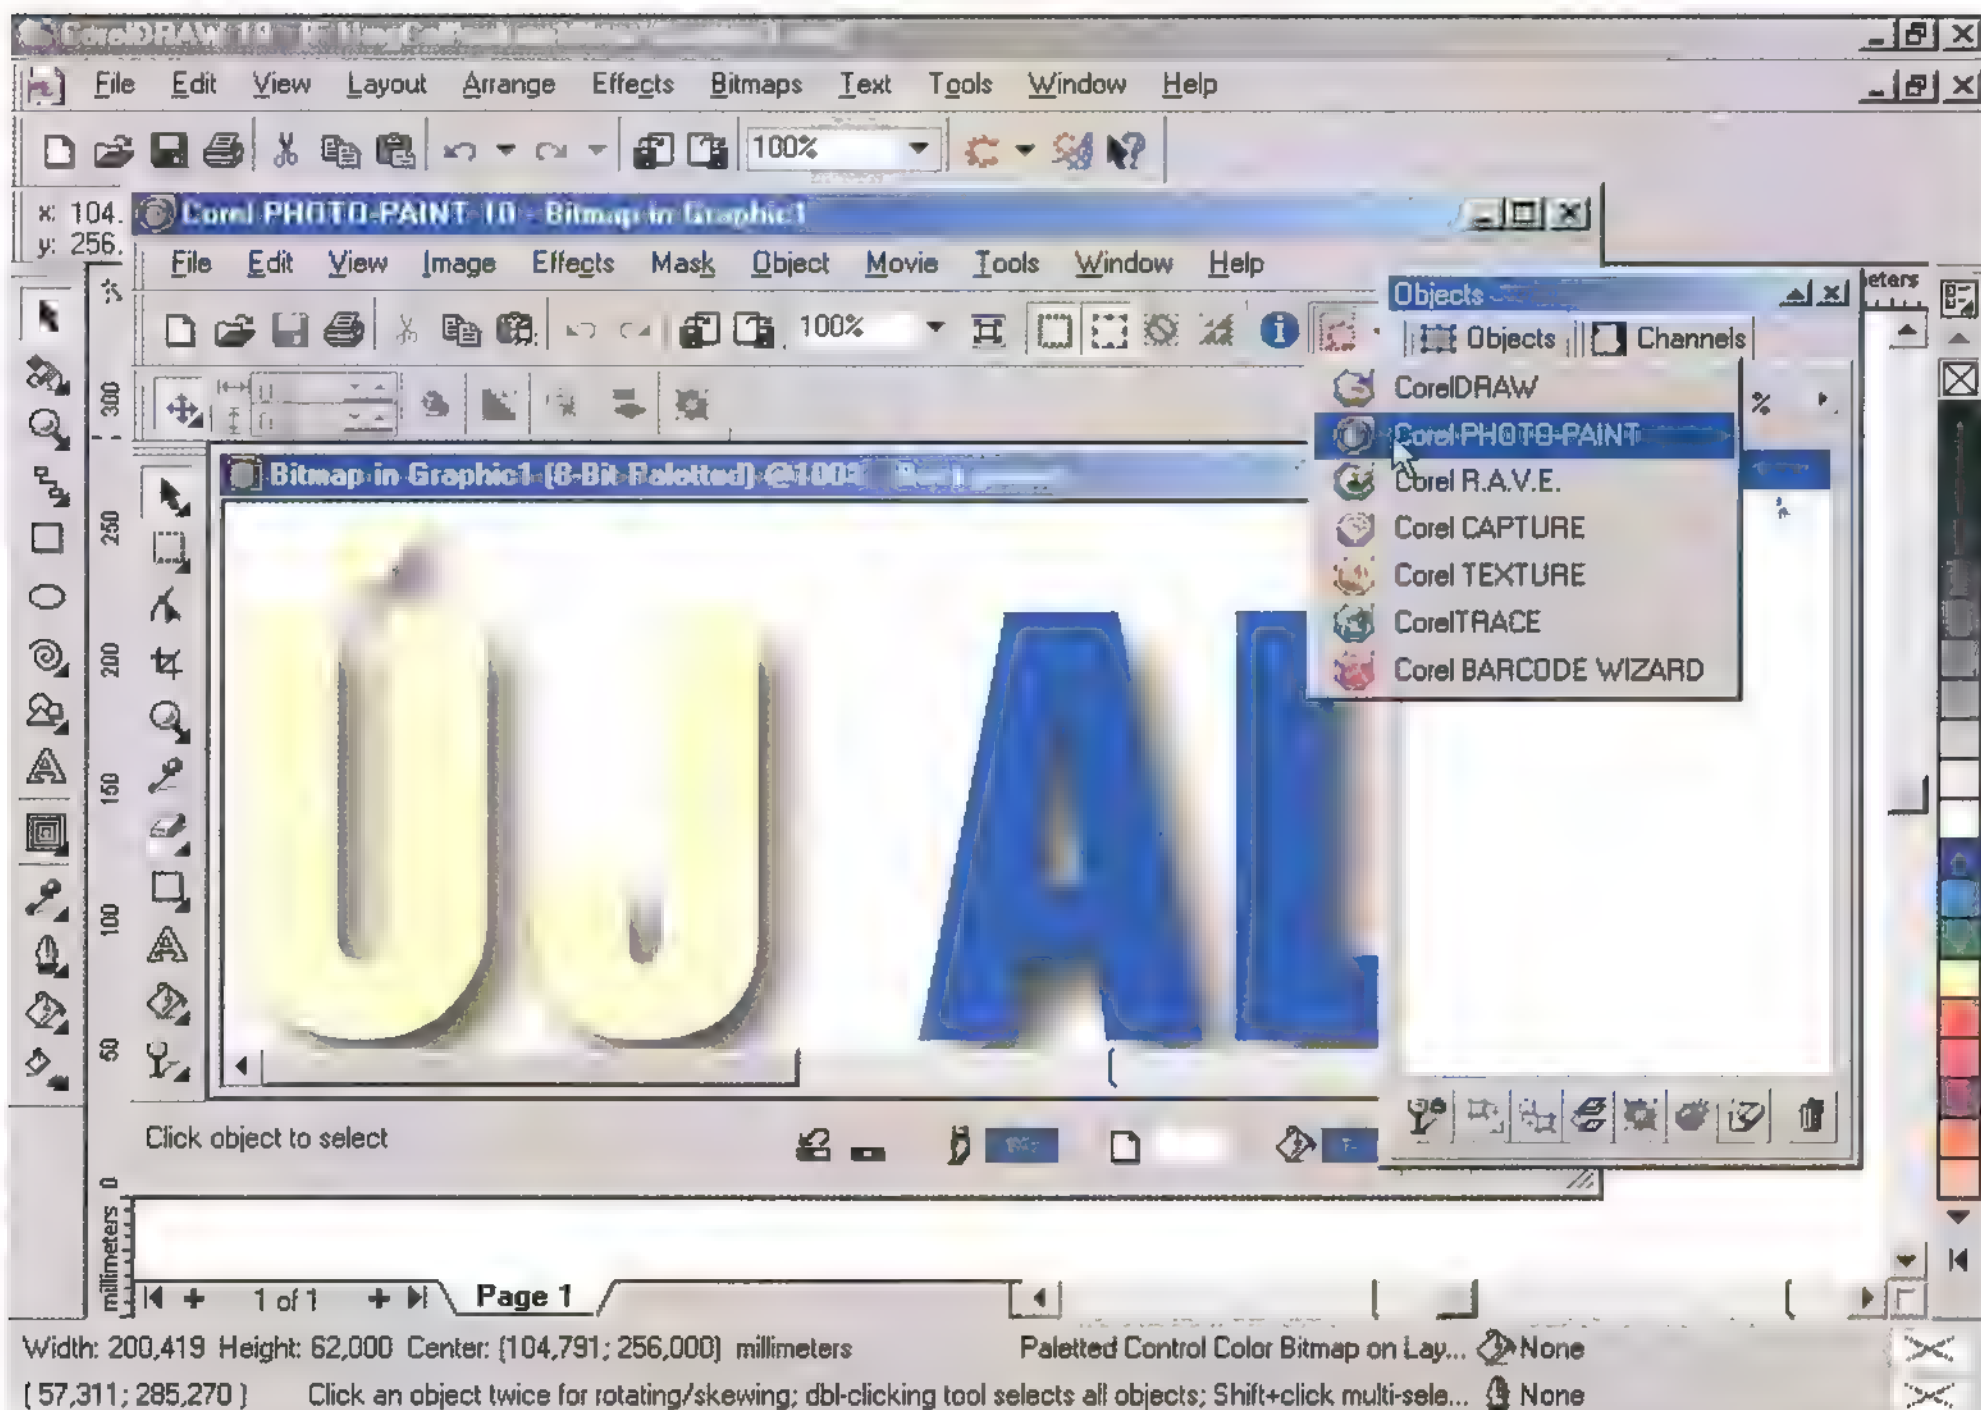 CorelDRAW 10
File Edit View Layout Arrange Effects Bitmaps Text Tools Window Help
100%
x: 104.
y: 256.
Corel PHOTO-PAINT 10 - Bitmap in Graphic1
File Edit View Image Effects Mask Object Movie Tools Window Help
100%
Objects
Objects Channels
%
meters
CorelDRAW
Corel PHOTO-PAINT
Corel R.A.V.E.
Corel CAPTURE
Corel TEXTURE
CorelTRACE
Corel BARCODE WIZARD
Bitmap in Graphic1 (8-Bit Paletted) @100%
ÚJ AL
300
250
200
150
100
50
0
millimeters
Click object to select
1 of 1
Page 1
Width: 200,419 Height: 62,000 Center: (104,791; 256,000) millimeters
Paletted Control Color Bitmap on Lay... None
( 57,311; 285,270 ) Click an object twice for rotating/skewing; dbl-clicking tool selects all objects; Shift+click multi-sele... None